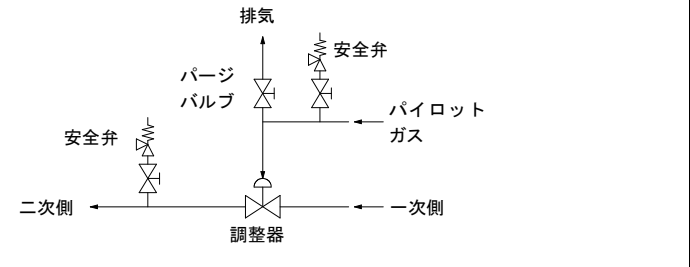 排気
安全弁
パージ
バルブ
パイロット
ガス
安全弁
二次側
一次側
調整器